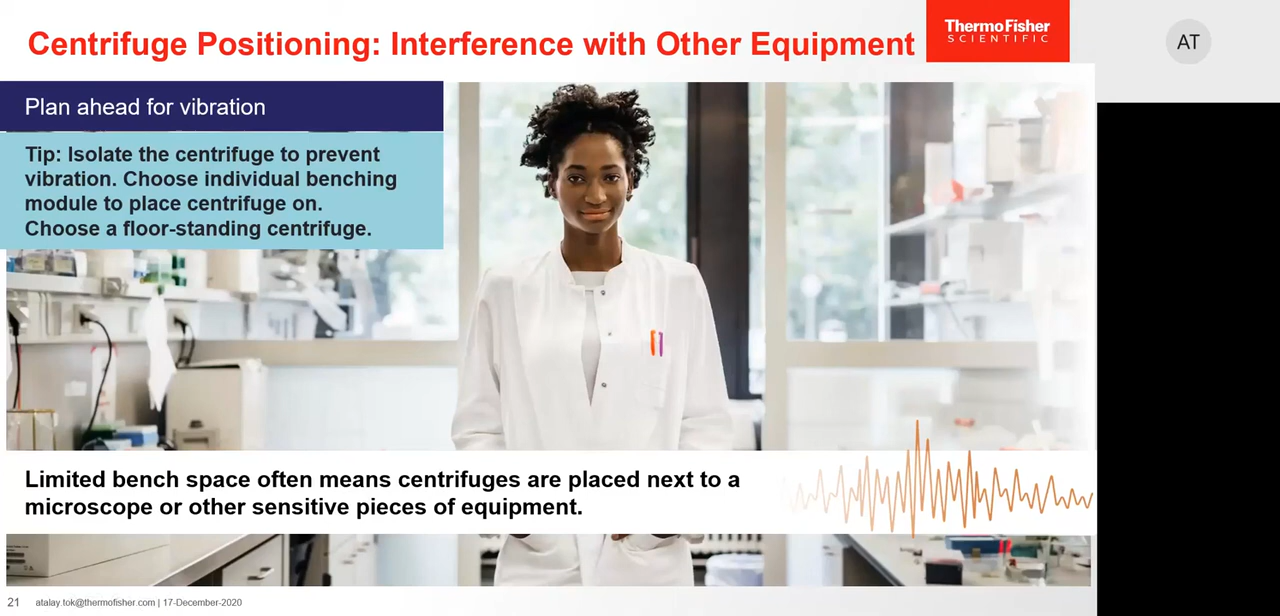 Centrifuge Positioning: Interference with Other Equipment
ThermoFisher
SCIENTIFIC
AT
Plan ahead for vibration
Tip: Isolate the centrifuge to prevent
vibration. Choose individual benching
module to place centrifuge on.
Choose a floor-standing centrifuge.
Limited bench space often means centrifuges are placed next to a
microscope or other sensitive pieces of equipment.
21 atalay.tok@thermofisher.com | 17-December-2020